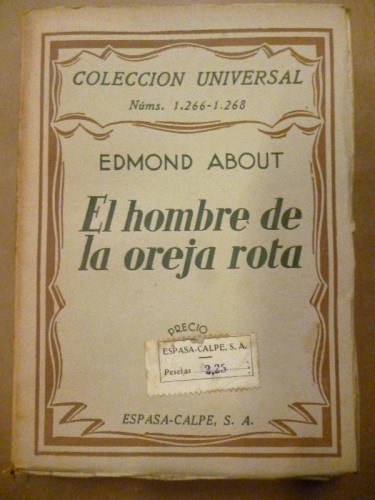 COLECCION UNIVERSAL
Núms. 1.266-1.268
EDMOND ABOUT
El hombre de
la oreja rota
PRECIO
ESPASA-CALPE, S. A.
Pesetas 2,25
ESPASA-CALPE, S. A.